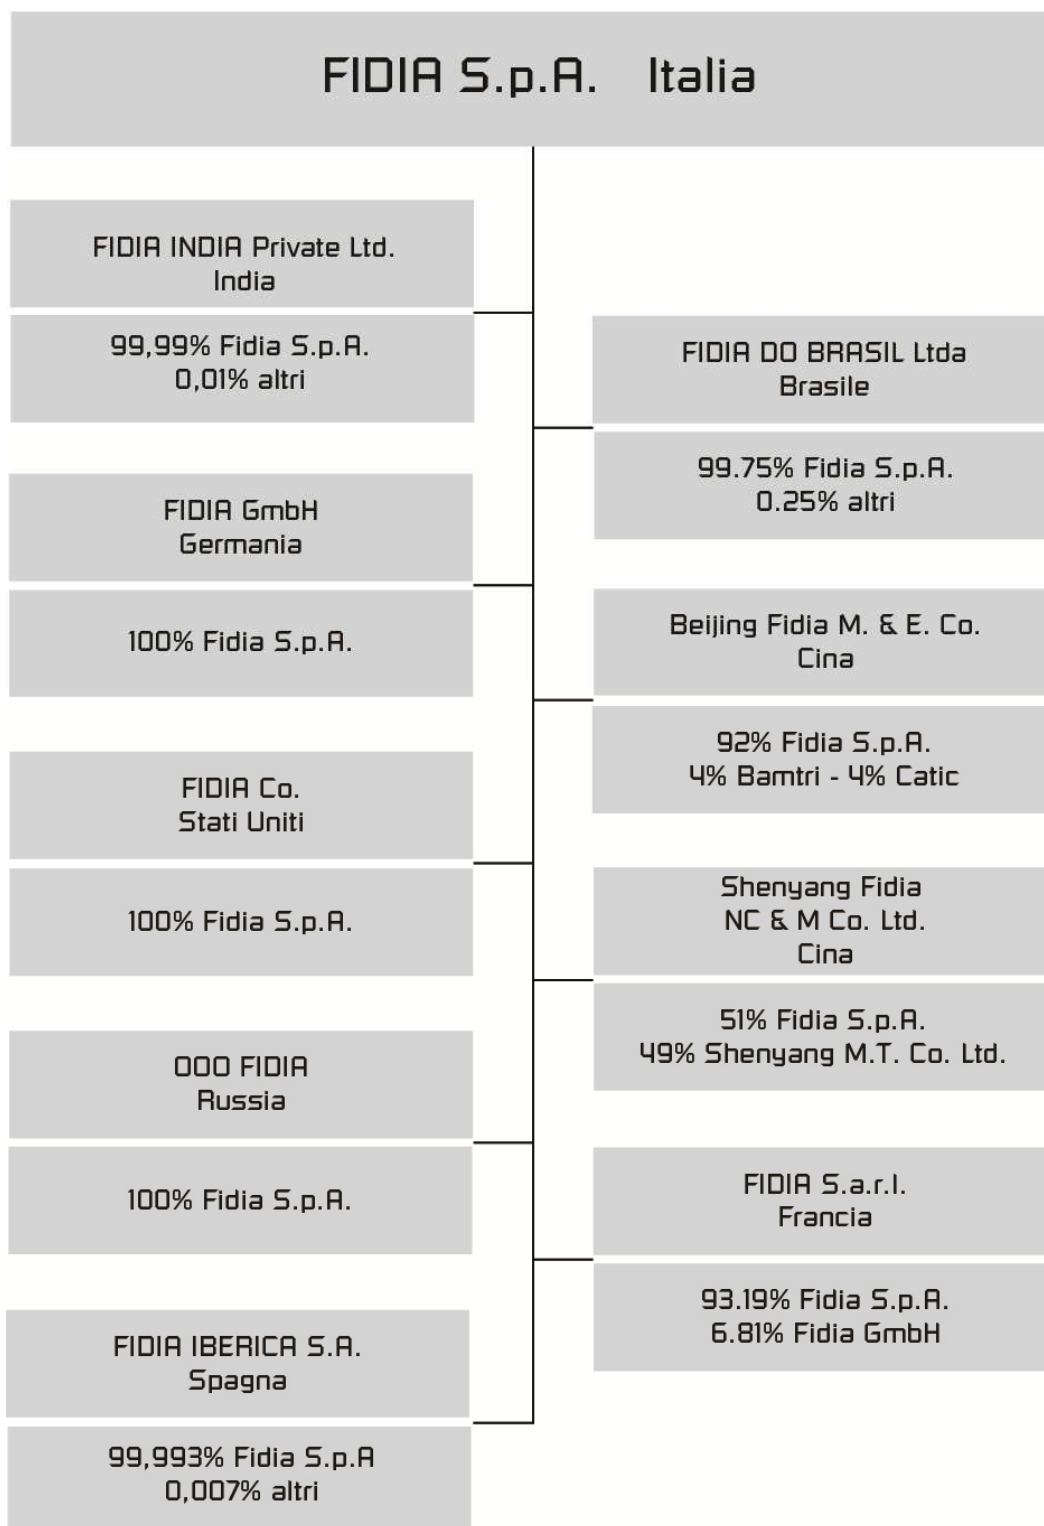 FIDIA S.p.A. Italia
FIDIA INDIA Private Ltd.
India
99,99% Fidia S.p.A.
0,01% altri
FIDIA DO BRASIL Ltda
Brasile
99.75% Fidia S.p.A.
0.25% altri
FIDIA GmbH
Germania
100% Fidia S.p.A.
Beijing Fidia M. & E. Co.
Cina
92% Fidia S.p.A.
4% Bamtri - 4% Catic
FIDIA Co.
Stati Uniti
100% Fidia S.p.A.
Shenyang Fidia
NC & M Co. Ltd.
Cina
51% Fidia S.p.A.
49% Shenyang M.T. Co. Ltd.
OOO FIDIA
Russia
100% Fidia S.p.A.
FIDIA S.a.r.l.
Francia
93.19% Fidia S.p.A.
6.81% Fidia GmbH
FIDIA IBERICA S.A.
Spagna
99,993% Fidia S.p.A
0,007% altri